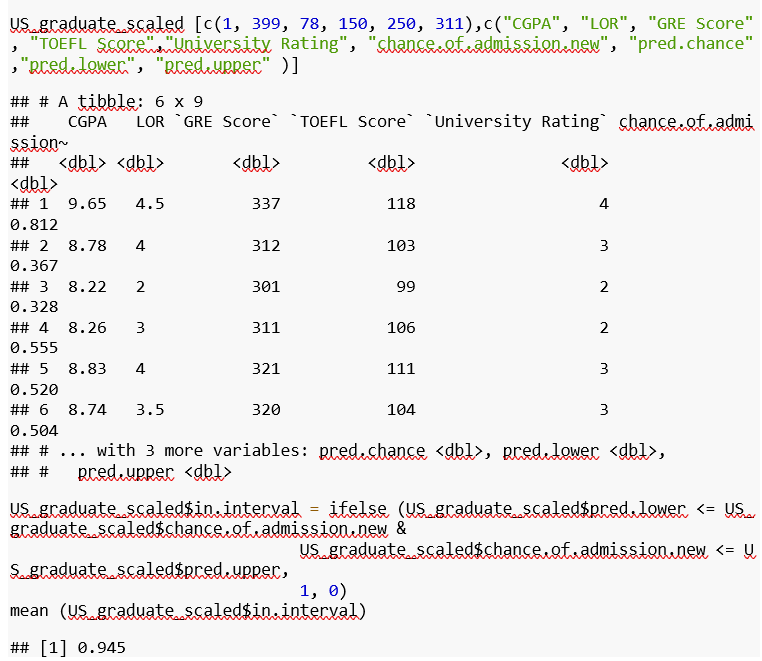 US_graduate_scaled [c(1, 399, 78, 150, 250, 311),c("CGPA", "LOR", "GRE Score"
, "TOEFL Score","University Rating", "chance.of.admission.new", "pred.chance"
,"pred.lower", "pred.upper" )]
## # A tibble: 6 x 9
##    CGPA   LOR `GRE Score` `TOEFL Score` `University Rating` chance.of.admi
ssion~
##   <dbl> <dbl>       <dbl>         <dbl>               <dbl>
<dbl>
## 1  9.65   4.5         337           118                   4
0.812
## 2  8.78   4           312           103                   3
0.367
## 3  8.22   2           301            99                   2
0.328
## 4  8.26   3           311           106                   2
0.555
## 5  8.83   4           321           111                   3
0.520
## 6  8.74   3.5         320           104                   3
0.504
## # ... with 3 more variables: pred.chance <dbl>, pred.lower <dbl>,
## #   pred.upper <dbl>
US_graduate_scaled$in.interval = ifelse (US_graduate_scaled$pred.lower <= US_
graduate_scaled$chance.of.admission.new &
US_graduate_scaled$chance.of.admission.new <= U
S_graduate_scaled$pred.upper,
1, 0)
mean (US_graduate_scaled$in.interval)
## [1] 0.945